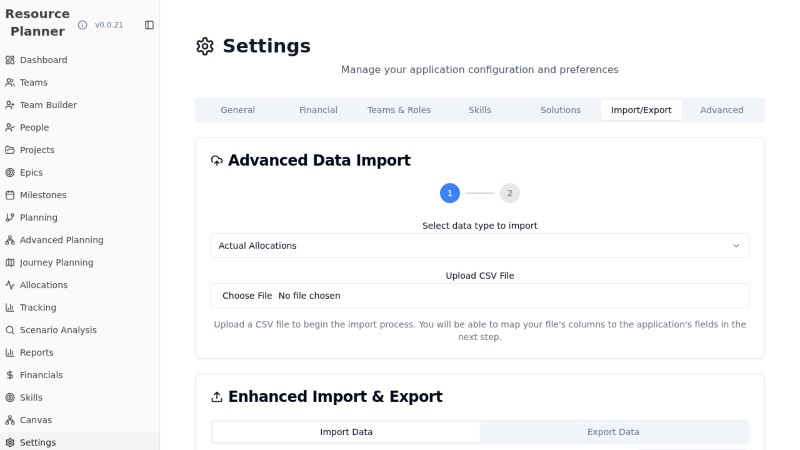 Resource
Planner
v0.0.21
Dashboard
Teams
Team Builder
People
Projects
Epics
Milestones
Planning
Advanced Planning
Journey Planning
Allocations
Tracking
Scenario Analysis
Reports
Financials
Skills
Canvas
Settings
Settings
Manage your application configuration and preferences
General Financial Teams & Roles Skills Solutions Import/Export Advanced
Advanced Data Import
1 2
Select data type to import
Actual Allocations
Upload CSV File
Choose File No file chosen
Upload a CSV file to begin the import process. You will be able to map your file's columns to the application's fields in the
next step.
Enhanced Import & Export
Import Data Export Data